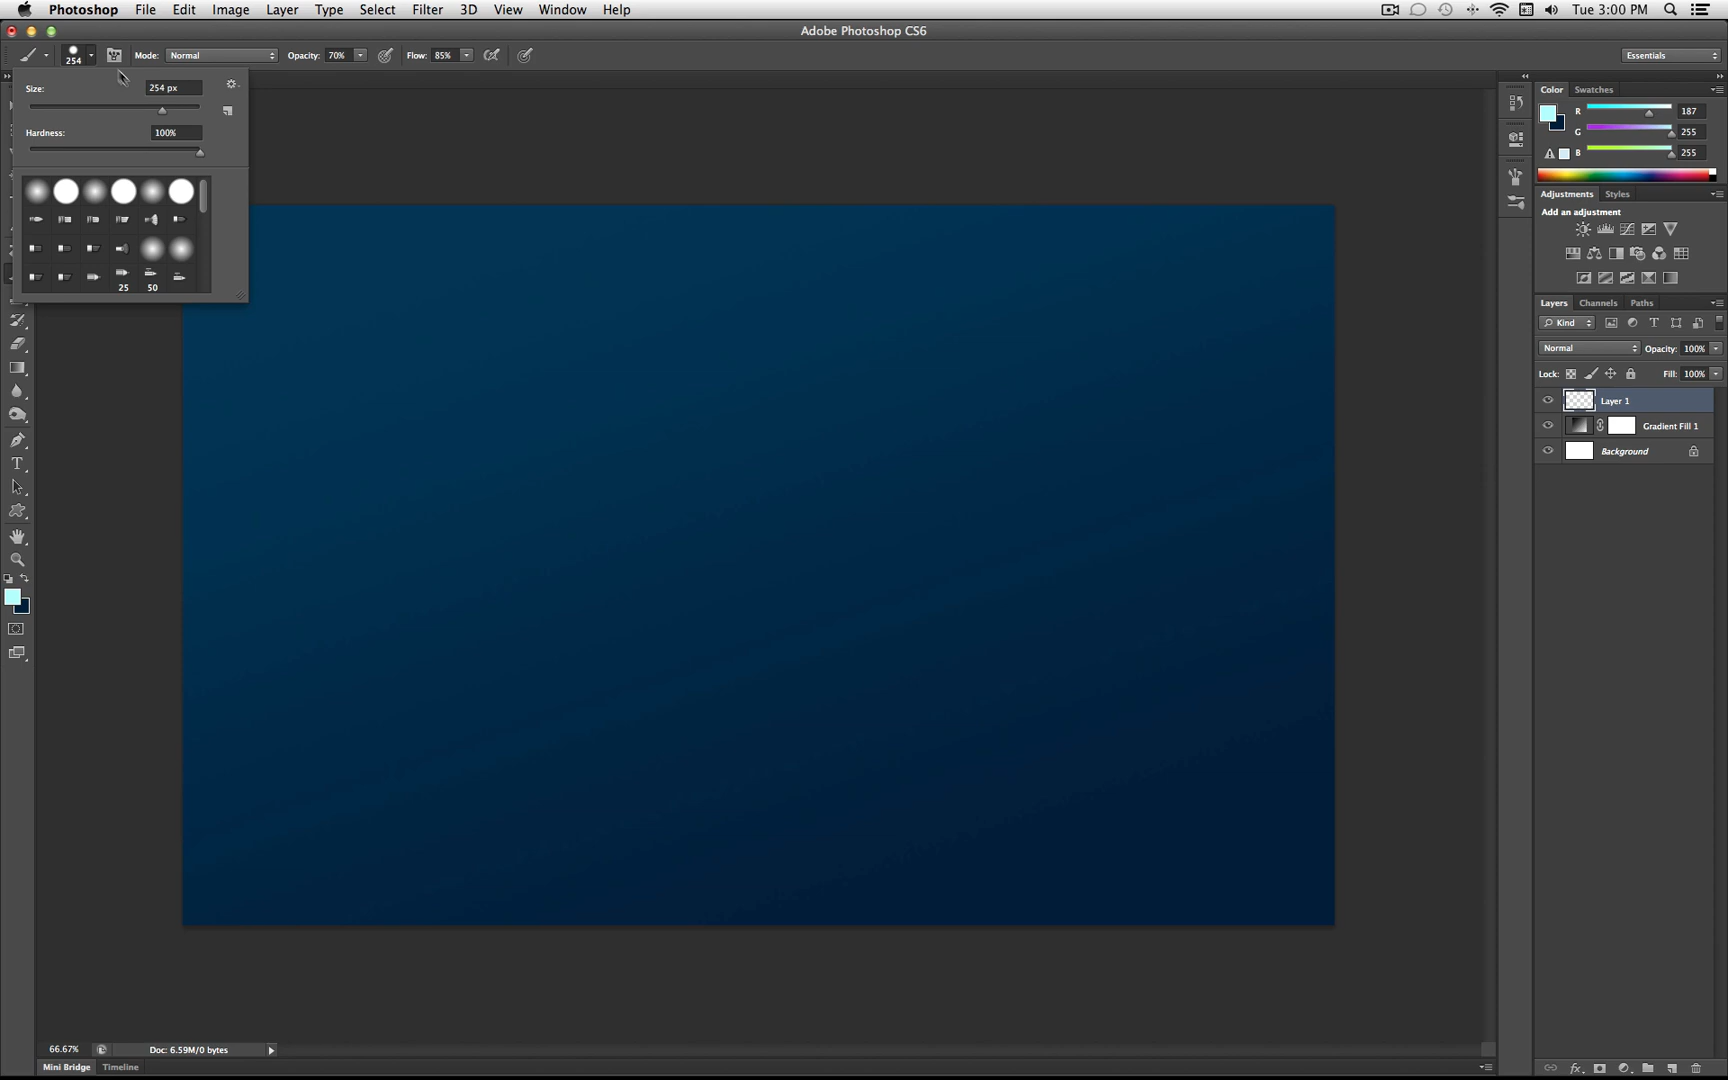 Photoshop File Edit Image Layer Type Select Filter 3D View Window Help Tue 3:00 PM
Adobe Photoshop CS6
254 Mode: Normal Opacity: 70% Flow: 85% Essentials
Size: 254 px
Hardness: 100%
25 50
Color Swatches
R 187
G 255
B 255
Adjustments Styles
Add an adjustment
Layers Channels Paths
Kind
Normal Opacity: 100%
Lock: Fill: 100%
Layer 1
Gradient Fill 1
Background
66.67% Doc: 6.59M/0 bytes
Mini Bridge Timeline